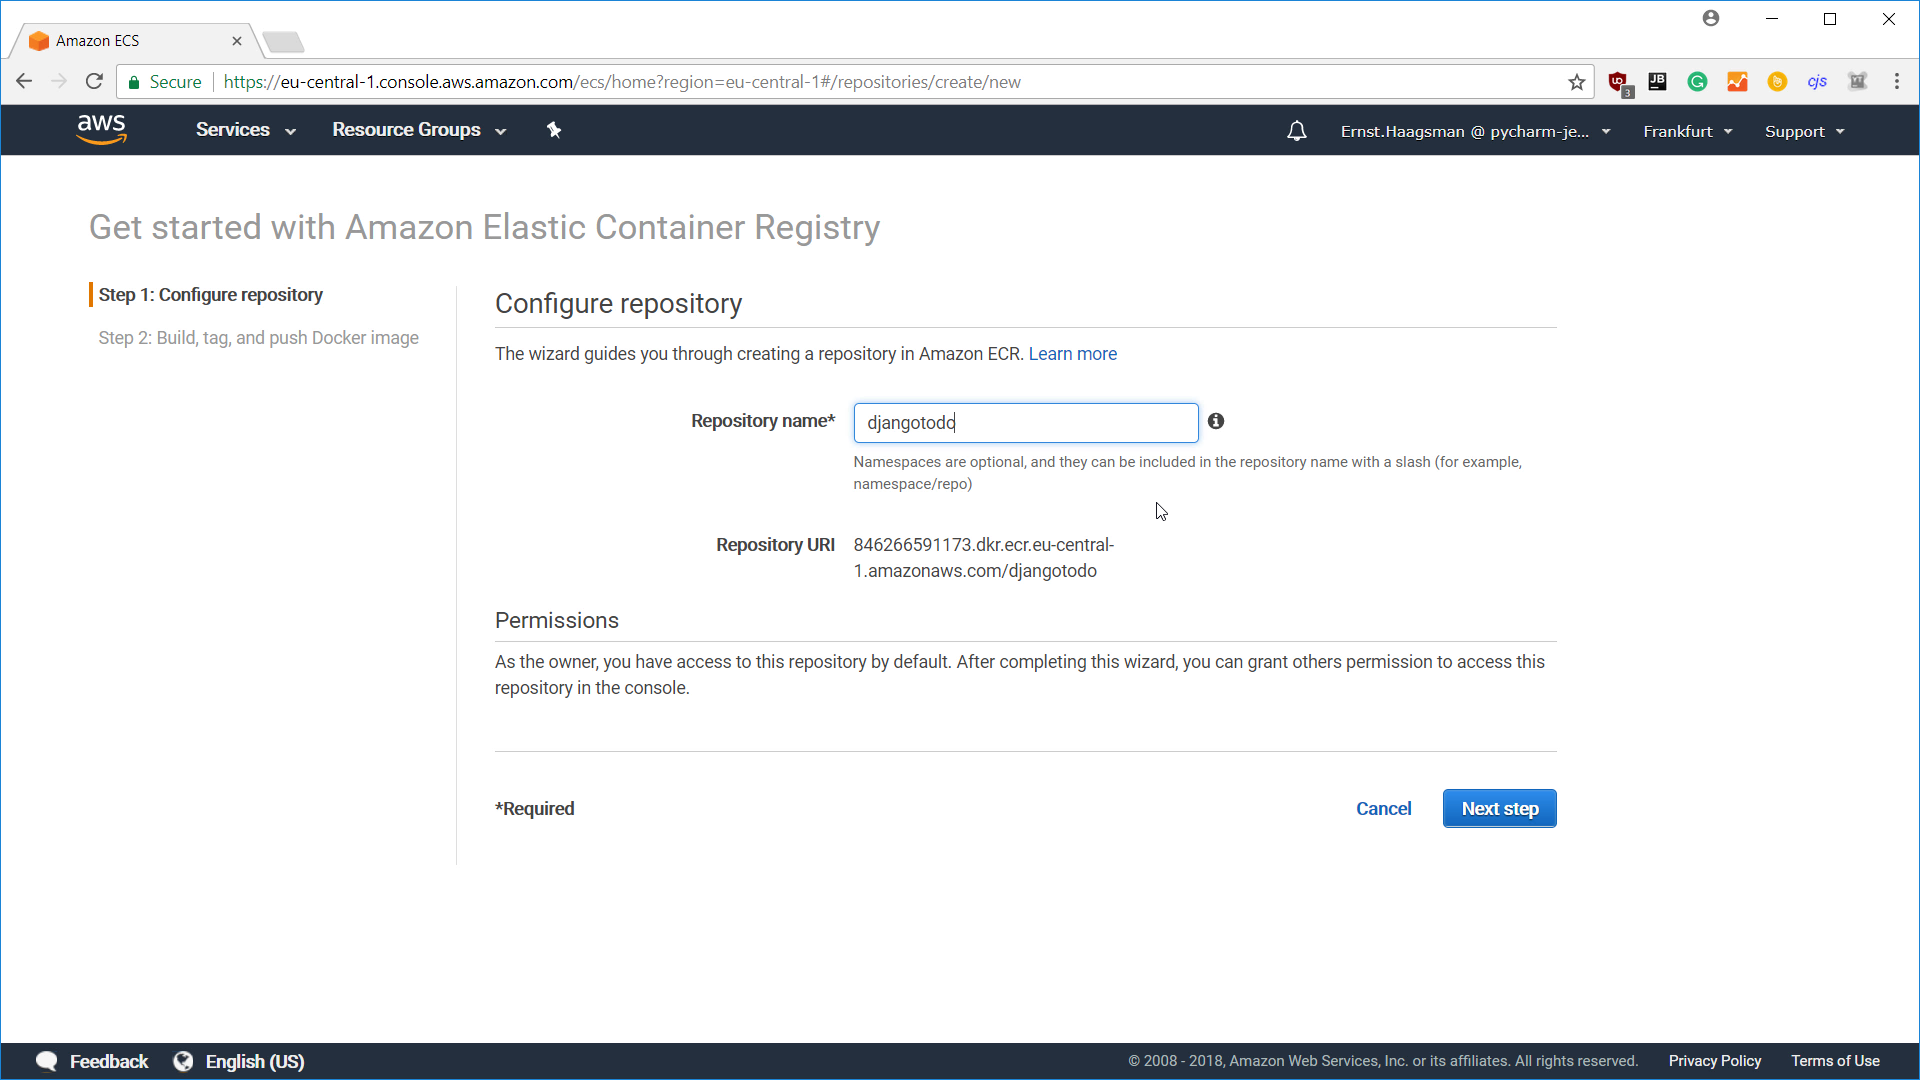 Amazon ECS
Secure
https://eu-central-1.console.aws.amazon.com/ecs/home?region=eu-central-1#/repositories/create/new
UD
3
JB
G
cjs
aws
Services
Resource Groups
Ernst.Haagsman @ pycharm-je...
Frankfurt
Support
Get started with Amazon Elastic Container Registry
Step 1: Configure repository
Step 2: Build, tag, and push Docker image
Configure repository
The wizard guides you through creating a repository in Amazon ECR. Learn more
Repository name*
djangotodo
Namespaces are optional, and they can be included in the repository name with a slash (for example,
namespace/repo)
Repository URI
846266591173.dkr.ecr.eu-central-
1.amazonaws.com/djangotodo
Permissions
As the owner, you have access to this repository by default. After completing this wizard, you can grant others permission to access this
repository in the console.
*Required
Cancel
Next step
Feedback
English (US)
© 2008 - 2018, Amazon Web Services, Inc. or its affiliates. All rights reserved.
Privacy Policy
Terms of Use